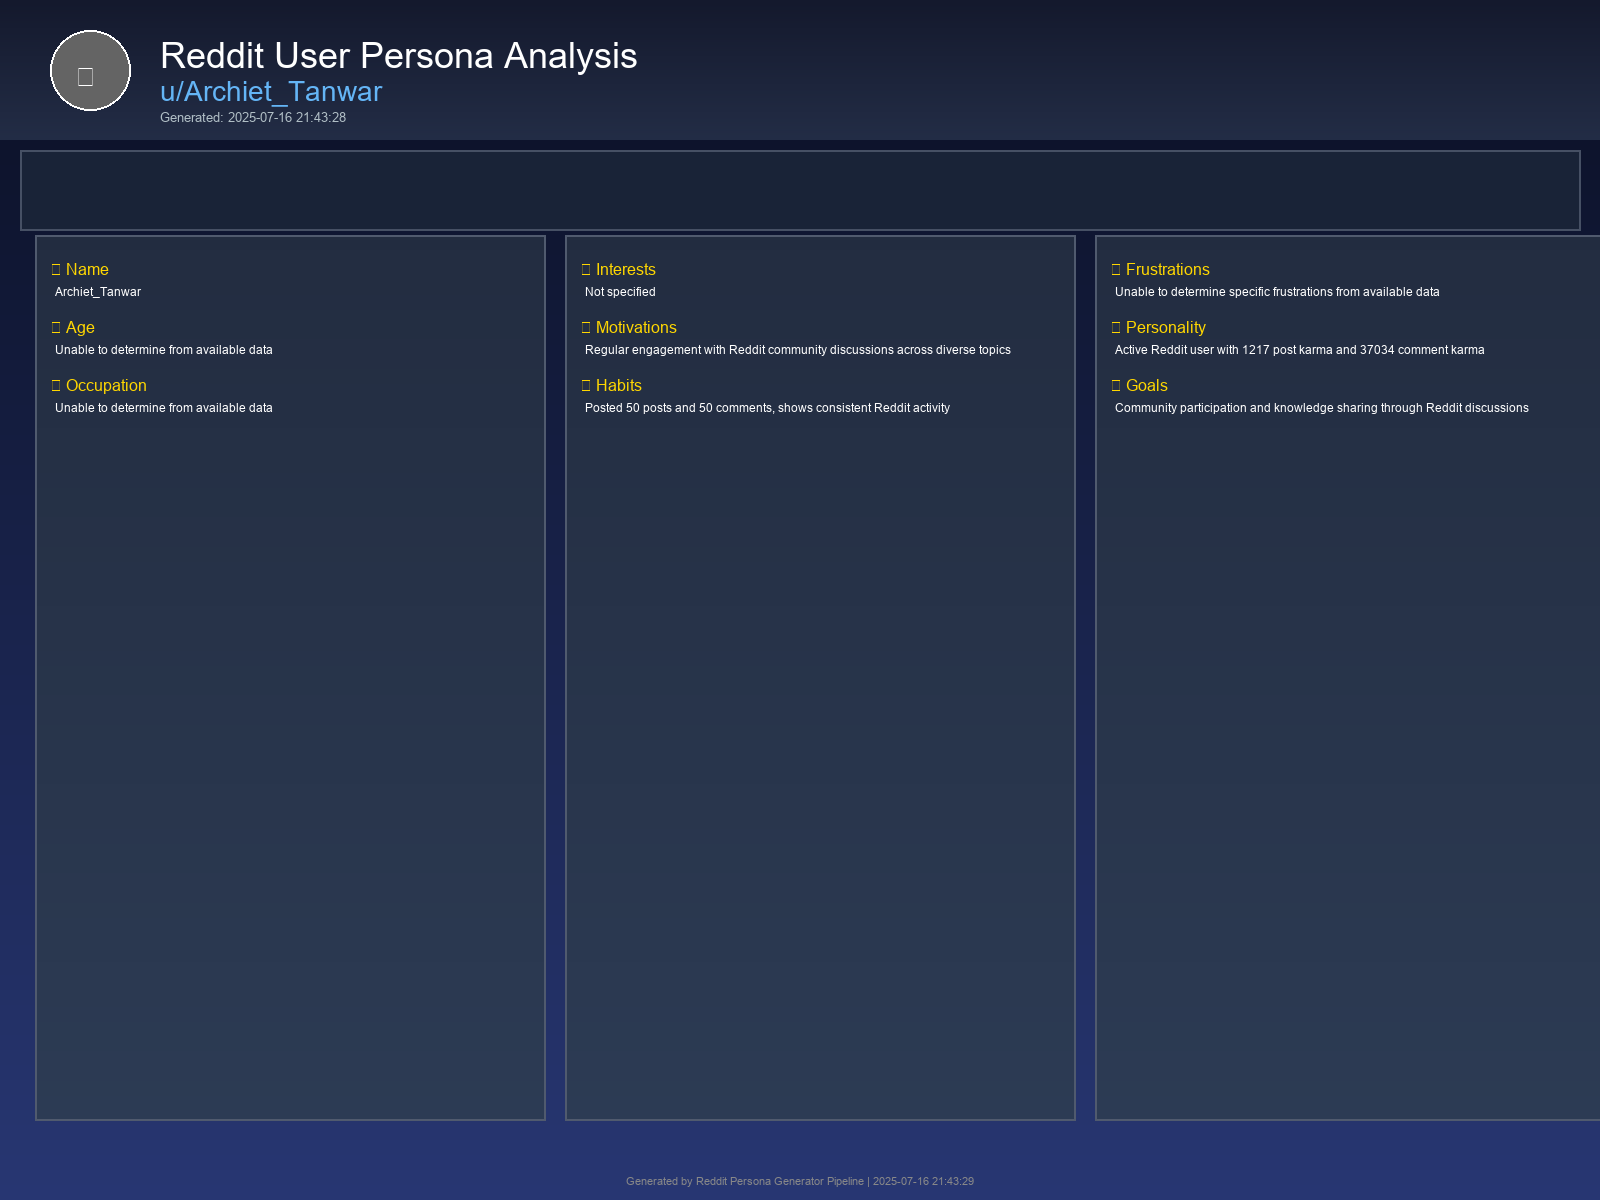 Reddit User Persona Analysis
u/Archiet_Tanwar
Generated: 2025-07-16 21:43:28
Name
Archiet_Tanwar
Age
Unable to determine from available data
Occupation
Unable to determine from available data
Interests
Not specified
Motivations
Regular engagement with Reddit community discussions across diverse topics
Habits
Posted 50 posts and 50 comments, shows consistent Reddit activity
Frustrations
Unable to determine specific frustrations from available data
Personality
Active Reddit user with 1217 post karma and 37034 comment karma
Goals
Community participation and knowledge sharing through Reddit discussions
Generated by Reddit Persona Generator Pipeline | 2025-07-16 21:43:29